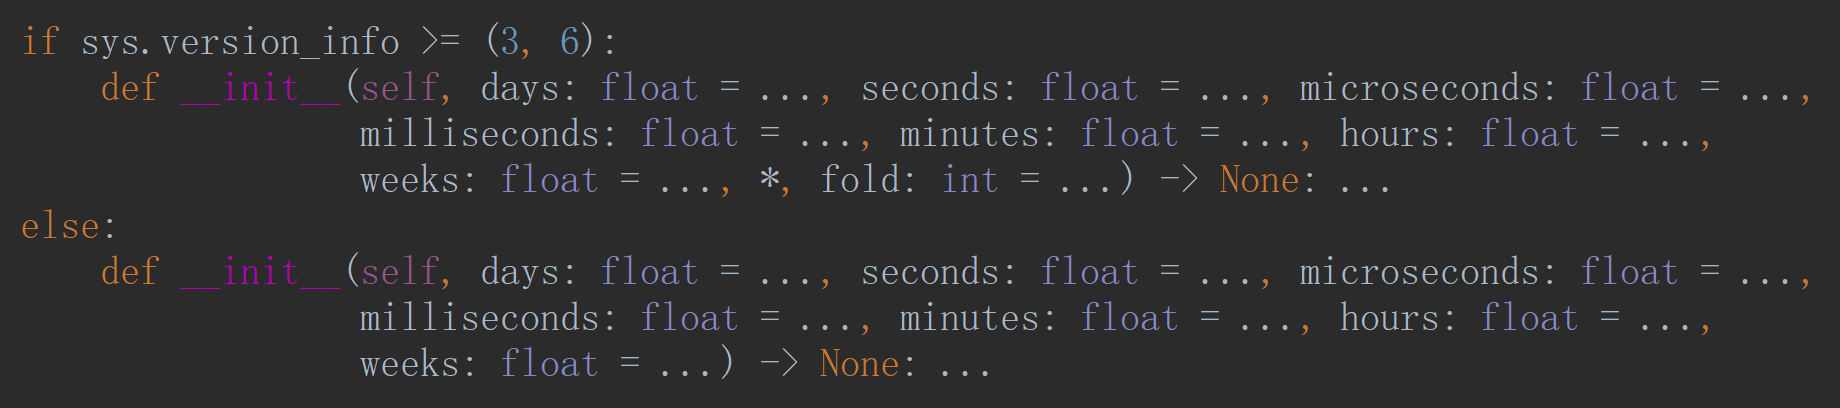 if sys.version_info >= (3, 6):
    def __init__(self, days: float = ..., seconds: float = ..., microseconds: float = ...,
                 milliseconds: float = ..., minutes: float = ..., hours: float = ...,
                 weeks: float = ..., *, fold: int = ...) -> None: ...
else:
    def __init__(self, days: float = ..., seconds: float = ..., microseconds: float = ...,
                 milliseconds: float = ..., minutes: float = ..., hours: float = ...,
                 weeks: float = ...) -> None: ...